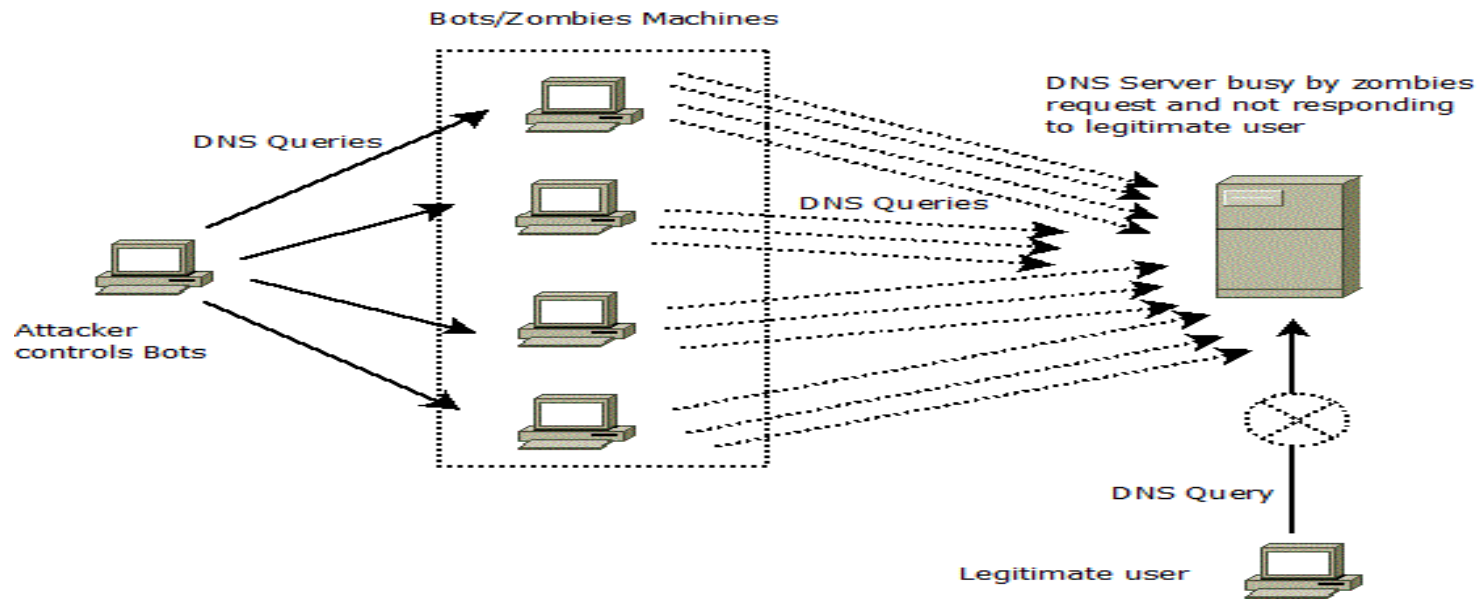 Bots/Zombies Machines
DNS Server busy by zombies
request and not responding
to legitimate user
DNS Queries
DNS Queries
Attacker
controls Bots
DNS Query
Legitimate user